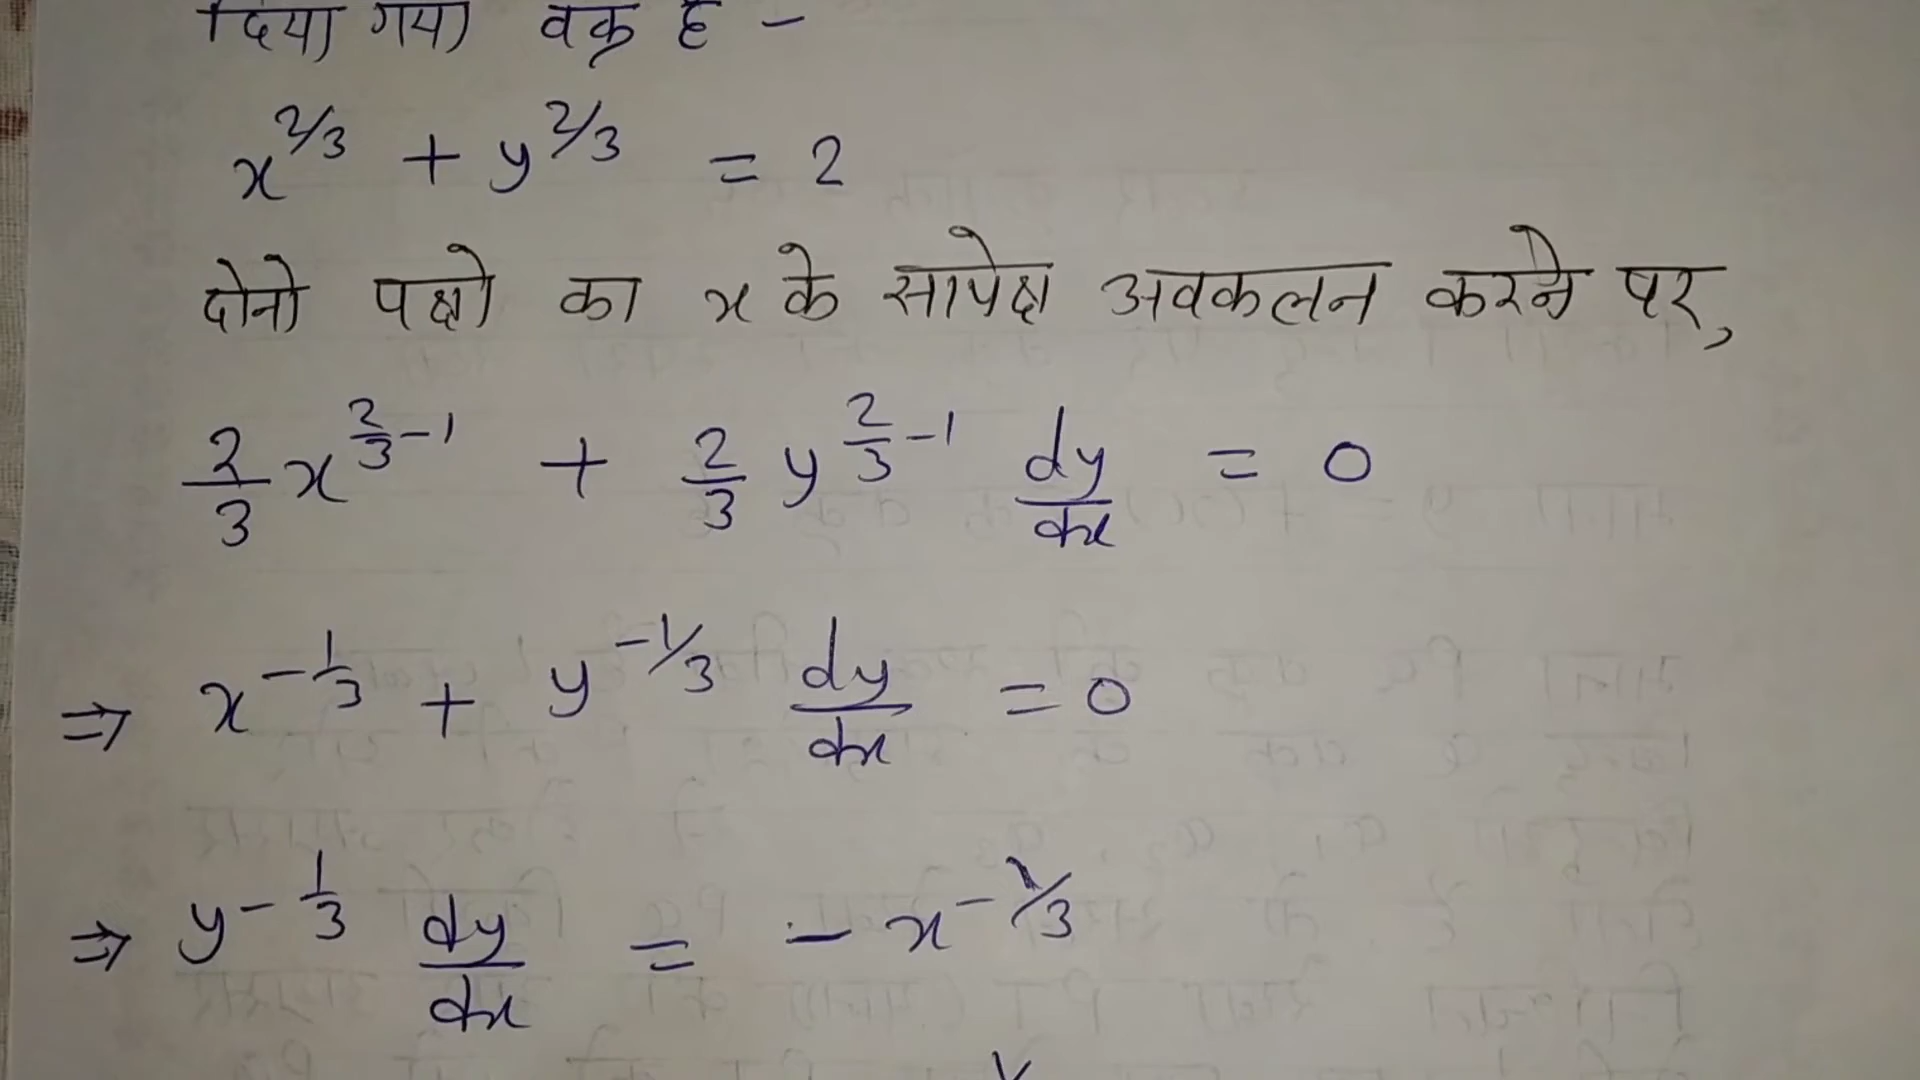 दिया गया वक्र है -
x^2/3 + y^2/3 = 2
दोनो पक्षो का x के सापेक्ष अवकलन करने पर,
2/3 x^(2/3 - 1) + 2/3 y^(2/3 - 1) dy/dx = 0
⇒ x^-1/3 + y^-1/3 dy/dx = 0
⇒ y^-1/3 dy/dx = - x^-1/3